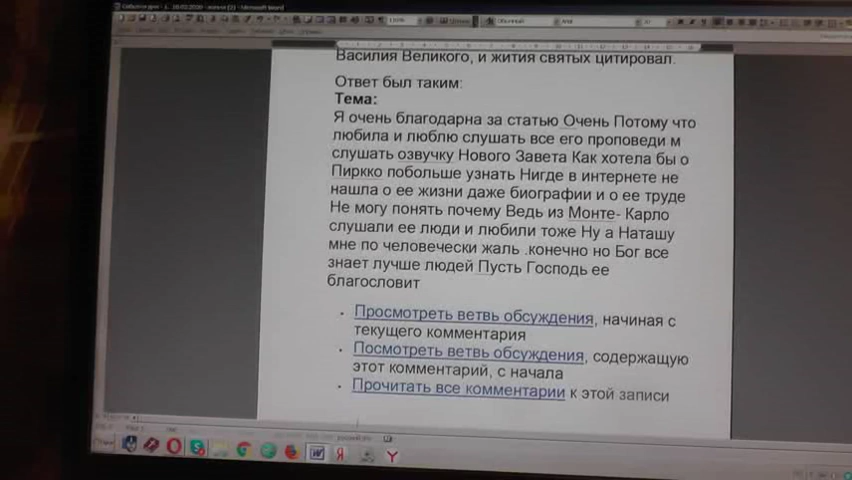 Василия Великого, и жития святых цитировал.
Ответ был таким:
Тема:
Я очень благодарна за статью Очень Потому что
любила и люблю слушать все его проповеди м
слушать озвучку Нового Завета Как хотела бы о
Пиркко побольше узнать Нигде в интернете не
нашла о ее жизни даже биографии и о ее труде
Не могу понять почему Ведь из Монте- Карло
слушали ее люди и любили тоже Ну а Наташу
мне по человечески жаль .конечно но Бог все
знает лучше людей Пусть Господь ее
благословит
Просмотреть ветвь обсуждения, начиная с
текущего комментария
Посмотреть ветвь обсуждения, содержащую
этот комментарий, с начала
Прочитать все комментарии к этой записи